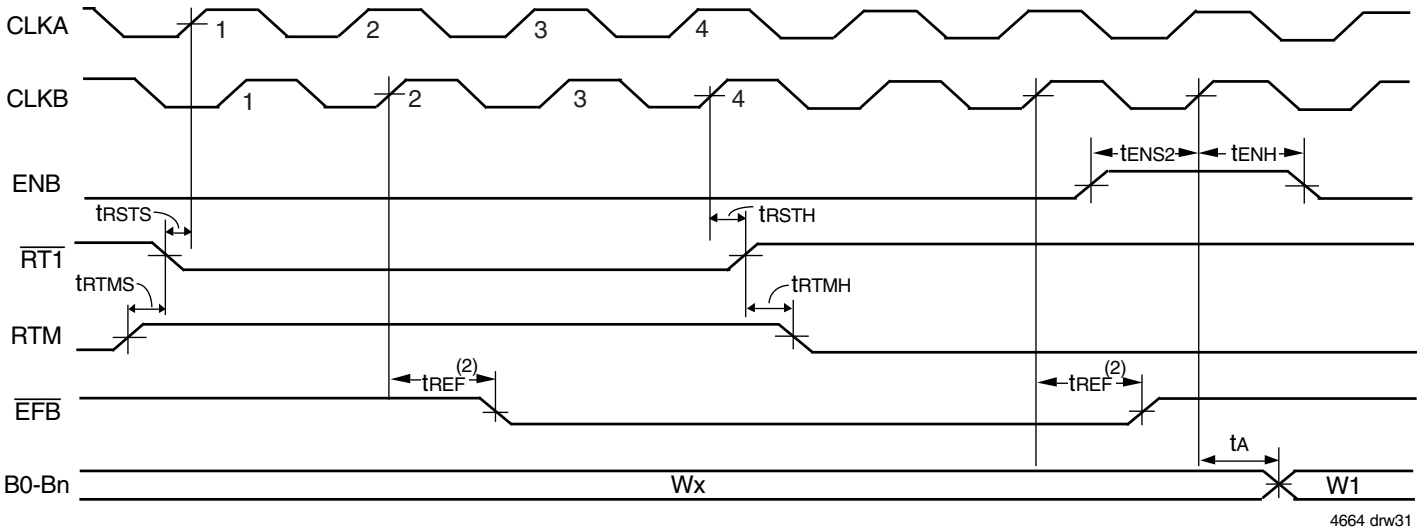 CLKA 1 2 3 4
CLKB 1 2 3 4
tENS2 tENH
ENB
tRSTS tRSTH
RT1
tRTMS tRTMH
RTM
tREF(2) tREF(2)
EFB
tA
B0-Bn Wx W1
4664 drw31